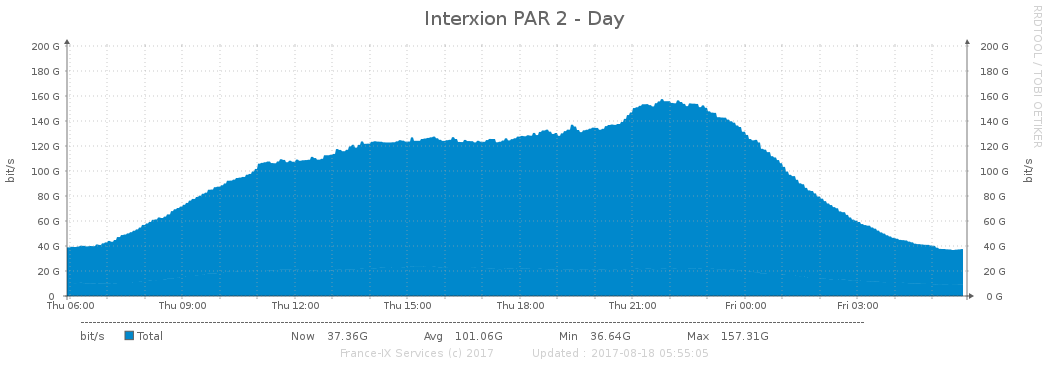 Interxion PAR 2 - Day
RRDTOOL / TOBI OETIKER
200 G 200 G
180 G 180 G
160 G 160 G
140 G 140 G
120 G 120 G
100 G 100 G
80 G 80 G
60 G 60 G
40 G 40 G
20 G 20 G
0 0 G
bit/s bit/s
Thu 06:00 Thu 09:00 Thu 12:00 Thu 15:00 Thu 18:00 Thu 21:00 Fri 00:00 Fri 03:00
bit/s Total Now 37.36G Avg 101.06G Min 36.64G Max 157.31G
France-IX Services (c) 2017 Updated : 2017-08-18 05:55:05